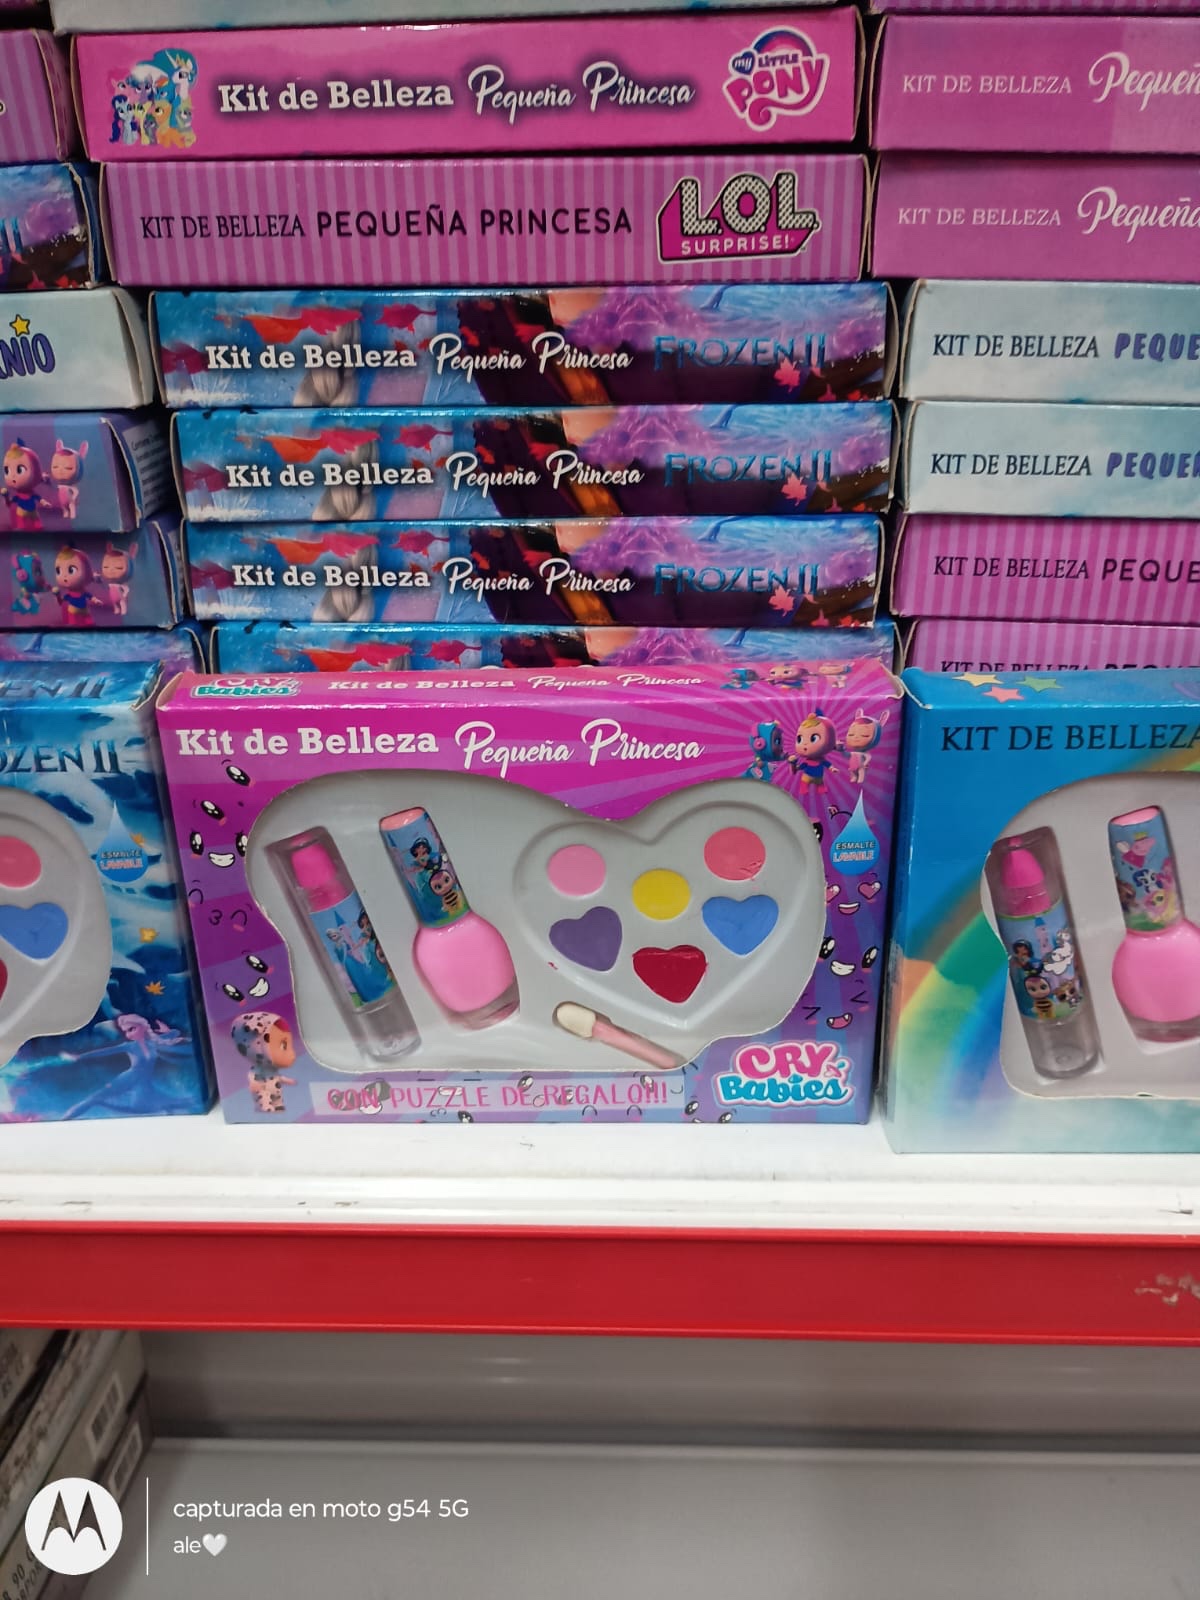 Kit de Belleza Pequeña Princesa my LITTLE PONY
KIT DE BELLEZA
KIT DE BELLEZA PEQUEÑA PRINCESA L.O.L. SURPRISE!
KIT DE BELLEZA Pequeña
Kit de Belleza Pequeña Princesa FROZEN II
KIT DE BELLEZA
Kit de Belleza Pequeña Princesa FROZEN II
KIT DE BELLEZA
Kit de Belleza Pequeña Princesa FROZEN II
KIT DE BELLEZA
KIT DE BELLEZA
CRY Babies Kit de Belleza Pequeña Princesa
Kit de Belleza Pequeña Princesa
KIT DE BELLEZA
ESMALTE
LAVABLE
ESMALTE
LAVABLE
CRY Babies
CON PUZZLE DE REGALO!!!
capturada en moto g54 5G
ale🤍